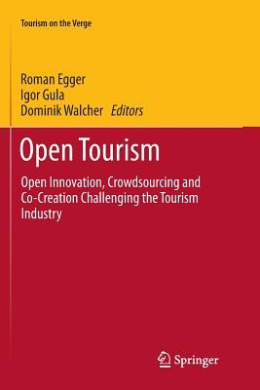 Tourism on the Verge
Roman Egger
Igor Gula
Dominik Walcher Editors
Open Tourism
Open Innovation, Crowdsourcing and
Co-Creation Challenging the Tourism
Industry
Springer